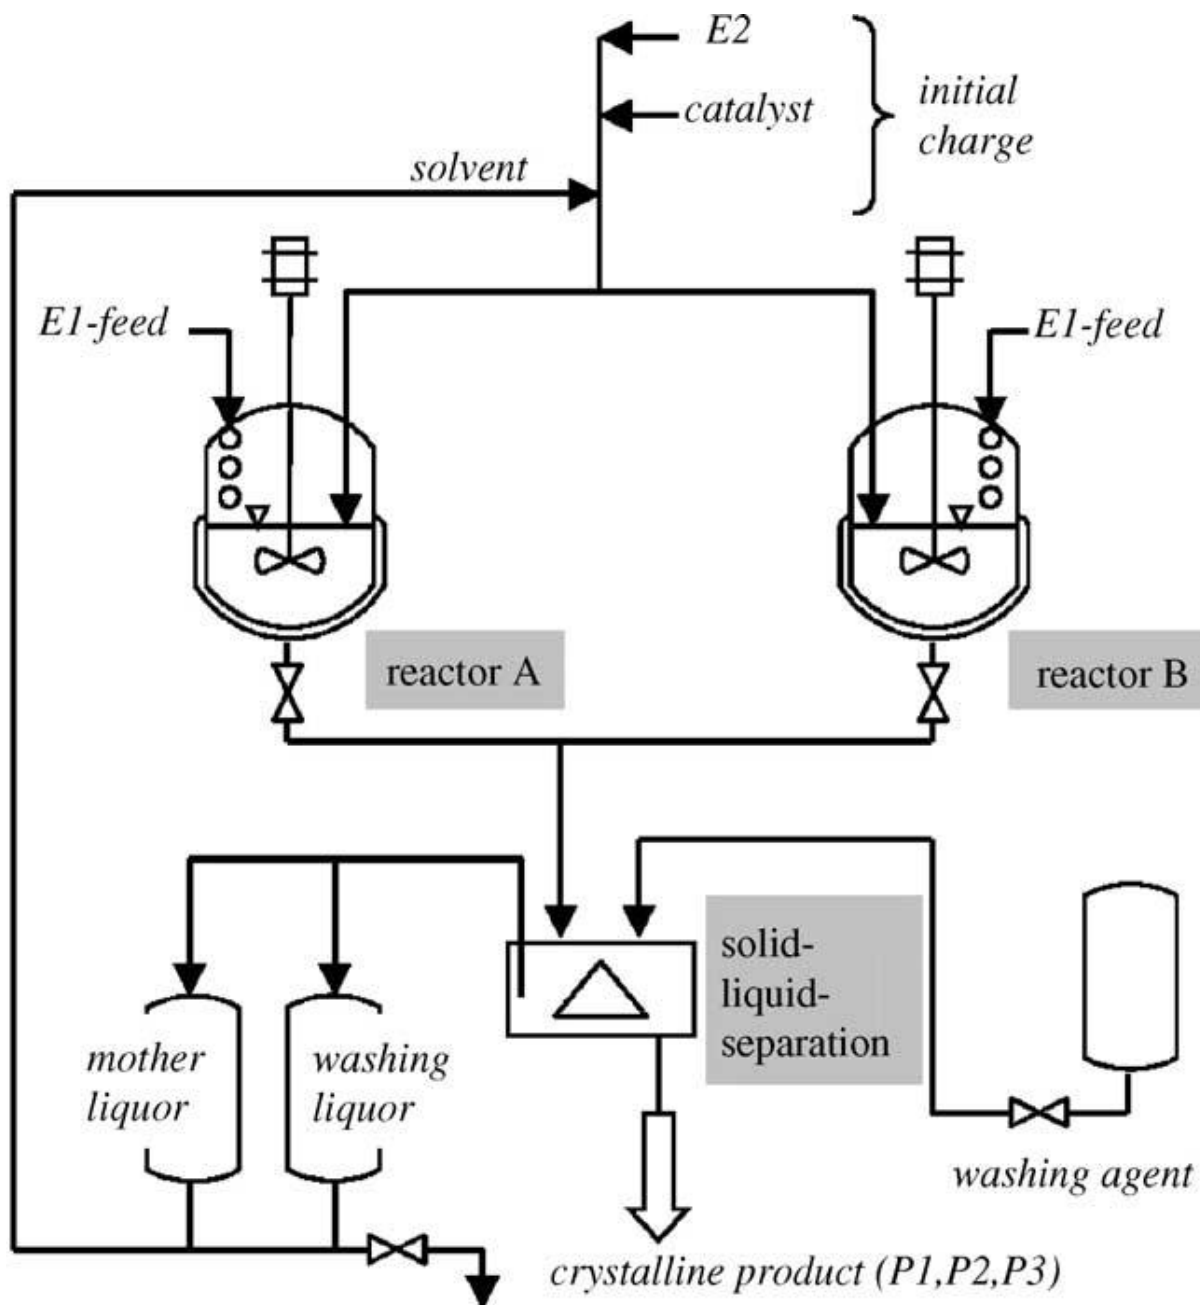 E2
catalyst
initial
charge
solvent
E1-feed
E1-feed
reactor A
reactor B
solid-
liquid-
separation
mother
liquor
washing
liquor
washing agent
crystalline product (P1,P2,P3)